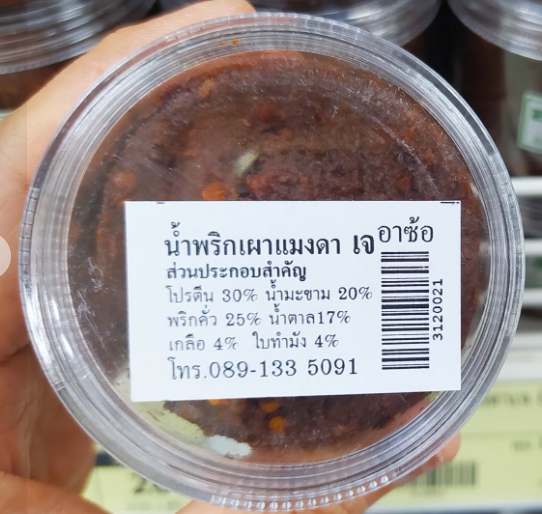 น้ำพริกเผาแมงดา เจ อาซ้อ
ส่วนประกอบสำคัญ
โปรตีน 30% น้ำมะขาม 20%
พริกคั่ว 25% น้ำตาล17%
เกลือ 4% ใบทำมัง 4%
โทร.089-133 5091
3120021